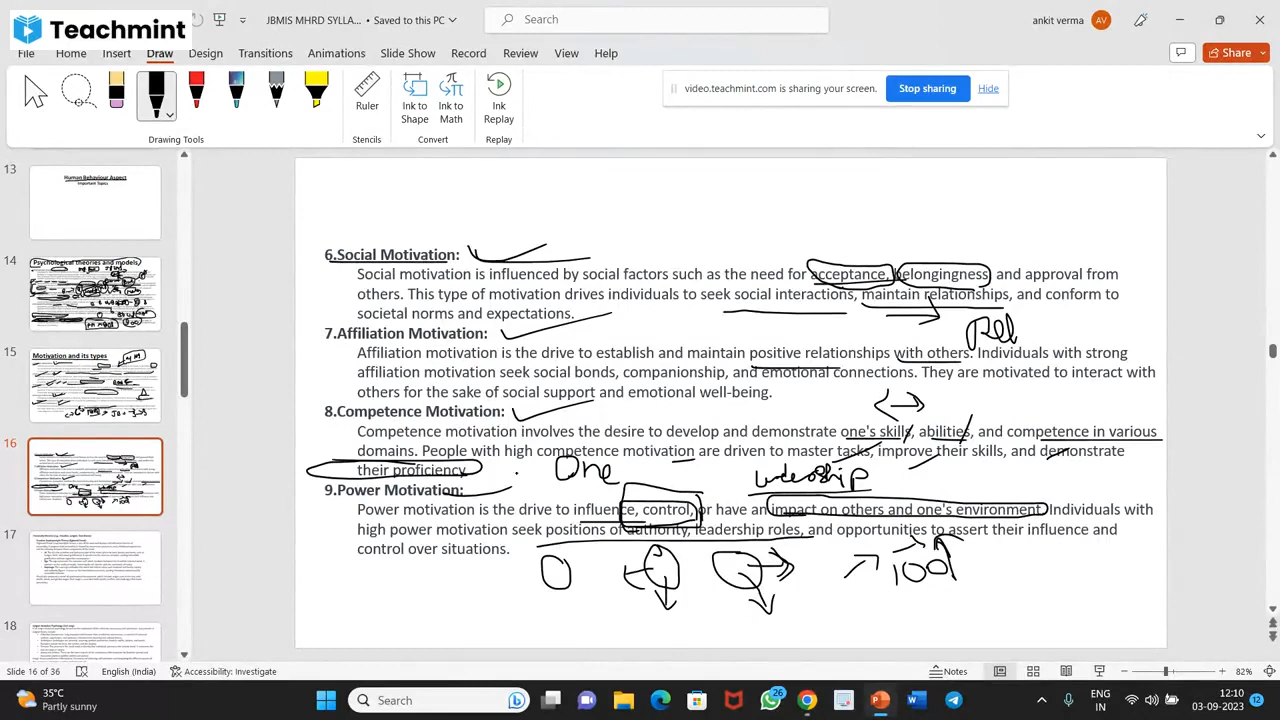 Teachmint
JBMIS MHRD SYLLA... • Saved to this PC
Search
ankit verma
AV
File Home Insert Draw Design Transitions Animations Slide Show Record Review View Help
Share
Ruler
Ink to Shape
Ink to Math
Ink Replay
video.teachmint.com is sharing your screen.
Stop sharing
Hide
Drawing Tools
Stencils
Convert
Replay
13
Human Behaviour Aspect
Important Topics
14
Psychological theories and models
15
Motivation and its types
16
17
18
6.Social Motivation:
Social motivation is influenced by social factors such as the need for acceptance, belongingness, and approval from
others. This type of motivation drives individuals to seek social interactions, maintain relationships, and conform to
societal norms and expectations.
7.Affiliation Motivation:
Affiliation motivation is the drive to establish and maintain positive relationships with others. Individuals with strong
affiliation motivation seek social bonds, companionship, and emotional connections. They are motivated to interact with
others for the sake of social support and emotional well-being.
8.Competence Motivation:
Competence motivation involves the desire to develop and demonstrate one's skills, abilities, and competence in various
domains. People with high competence motivation are driven to master tasks, improve their skills, and demonstrate
their proficiency.
One
9.Power Motivation:
Power motivation is the drive to influence, control, or have an impact on others and one's environment. Individuals with
high power motivation seek positions of authority, leadership roles, and opportunities to assert their influence and
control over situations.
Slide 16 of 36
English (India)
Accessibility: Investigate
Notes
82%
35°C
Partly sunny
Search
26
ENG
IN
12:10
03-09-2023